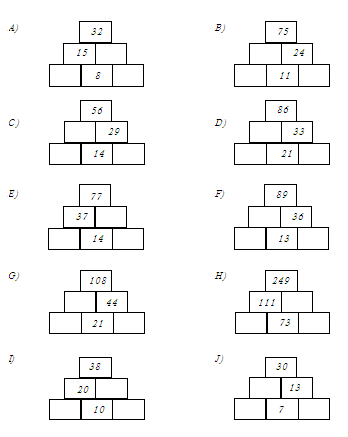 A) 32 B) 75
15 24
8 11
C) 56 D) 86
29 33
14 21
E) 77 F) 89
37 36
14 13
G) 108 H) 249
44 111
21 73
I) 38 J) 30
20 13
10 7